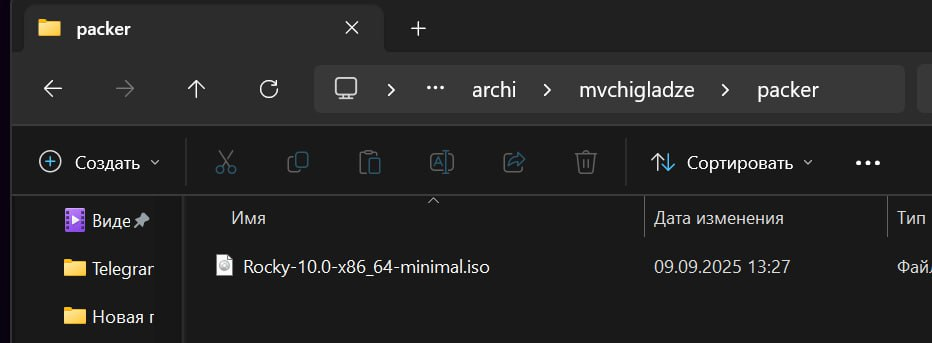 packer
archi mvchigladze packer
Создать Сортировать
Имя Дата изменения Тип
Виде
Telegrar
Rocky-10.0-x86_64-minimal.iso 09.09.2025 13:27 Фай
Новая г